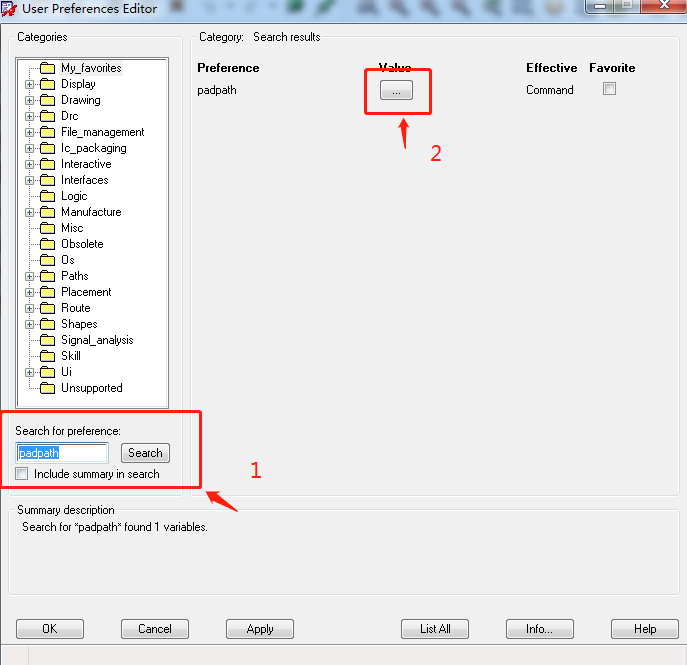 User Preferences Editor
Categories
My_favorites
Display
Drawing
Drc
File_management
Ic_packaging
Interactive
Interfaces
Logic
Manufacture
Misc
Obsolete
Os
Paths
Placement
Route
Shapes
Signal_analysis
Skill
Ui
Unsupported
Search for preference:
padpath Search
Include summary in search
1
Category: Search results
Preference Value Effective Favorite
padpath ... Command
2
Summary description
Search for *padpath* found 1 variables.
OK Cancel Apply List All Info... Help